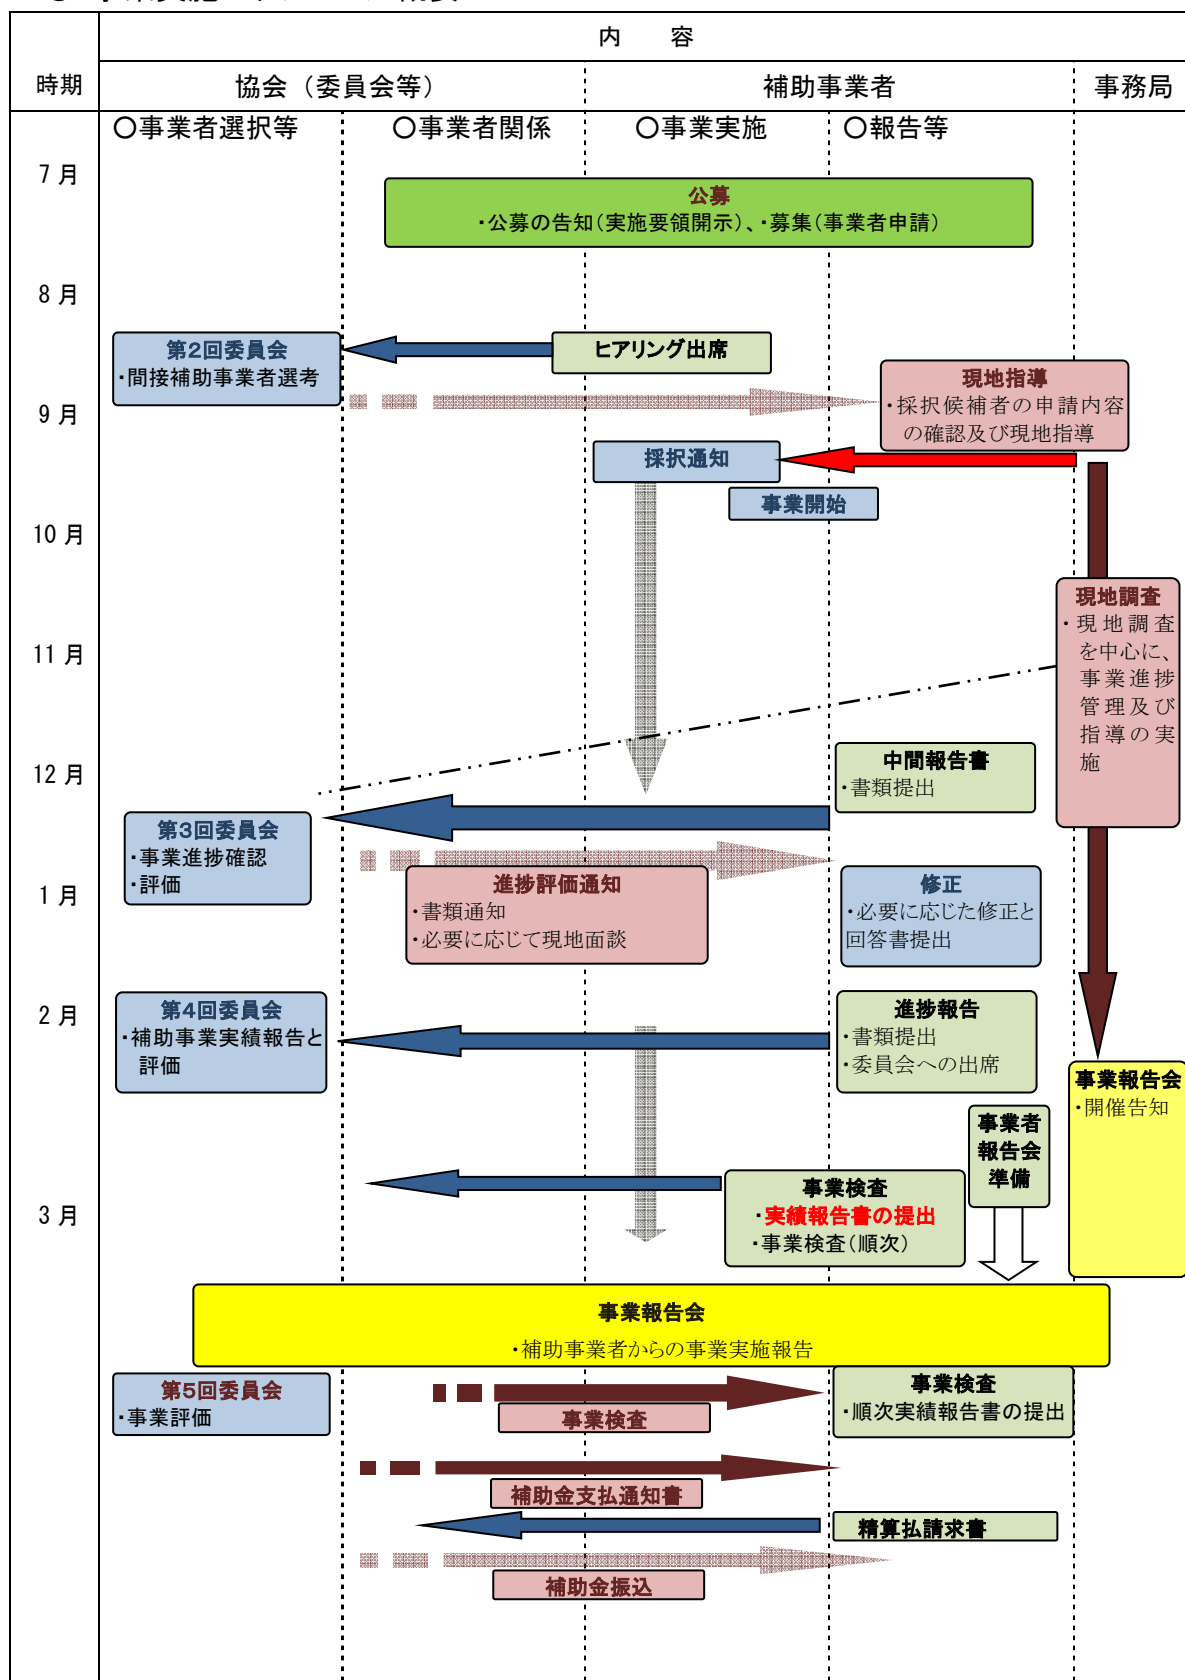 内　　容
時期
協会（委員会等）
補助事業者
事務局
〇事業者選択等
〇事業者関係
〇事業実施
〇報告等
7月
公募
・公募の告知（実施要領開示）、・募集（事業者申請）
8月
第2回委員会
・間接補助事業者選考
ヒアリング出席
現地指導
・採択候補者の申請内容
の確認及び現地指導
9月
採択通知
事業開始
10月
現地調査
・現地調査
を中心に、
事業進捗
管理及び
指導の実
施
11月
12月
中間報告書
・書類提出
第3回委員会
・事業進捗確認
・評価
1月
進捗評価通知
・書類通知
・必要に応じて現地面談
修正
・必要に応じた修正と
回答書提出
2月
第4回委員会
・補助事業実績報告と
評価
進捗報告
・書類提出
・委員会への出席
事業報告会
・開催告知
事業者
報告会
準備
3月
事業検査
・実績報告書の提出
・事業検査（順次）
事業報告会
・補助事業者からの事業実施報告
第5回委員会
・事業評価
事業検査
事業検査
・順次実績報告書の提出
補助金支払通知書
精算払請求書
補助金振込